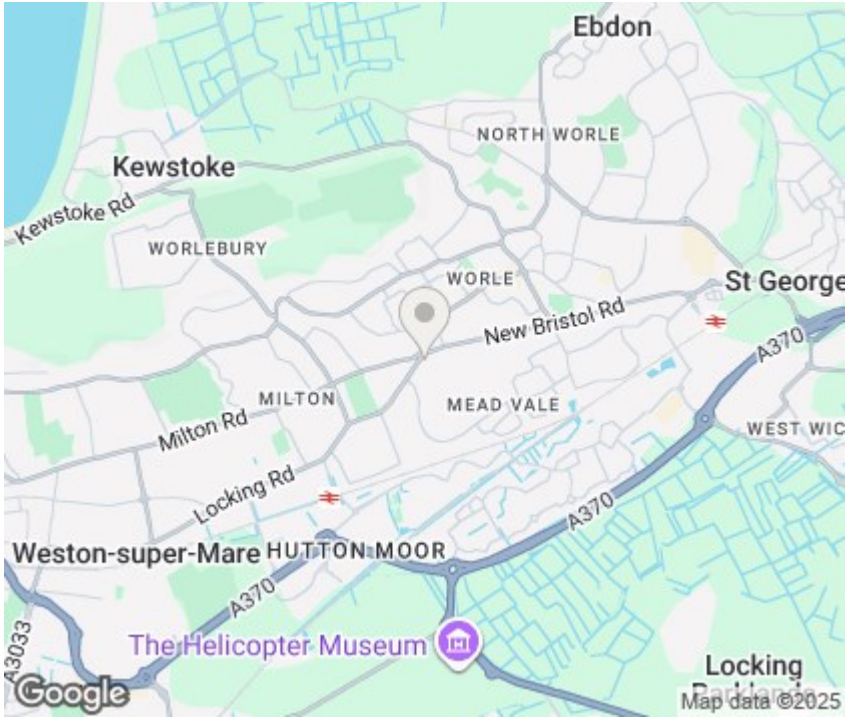 Ebdon
NORTH WORLE
Kewstoke
Kewstoke Rd
WORLEBURY
WORLE
St George
New Bristol Rd
A370
MILTON
MEAD VALE
Milton Rd
WEST WIC
Locking Rd
A370
Weston-super-Mare
HUTTON MOOR
A370
A3033
The Helicopter Museum
Locking
Parklands
Google
Map data ©2025